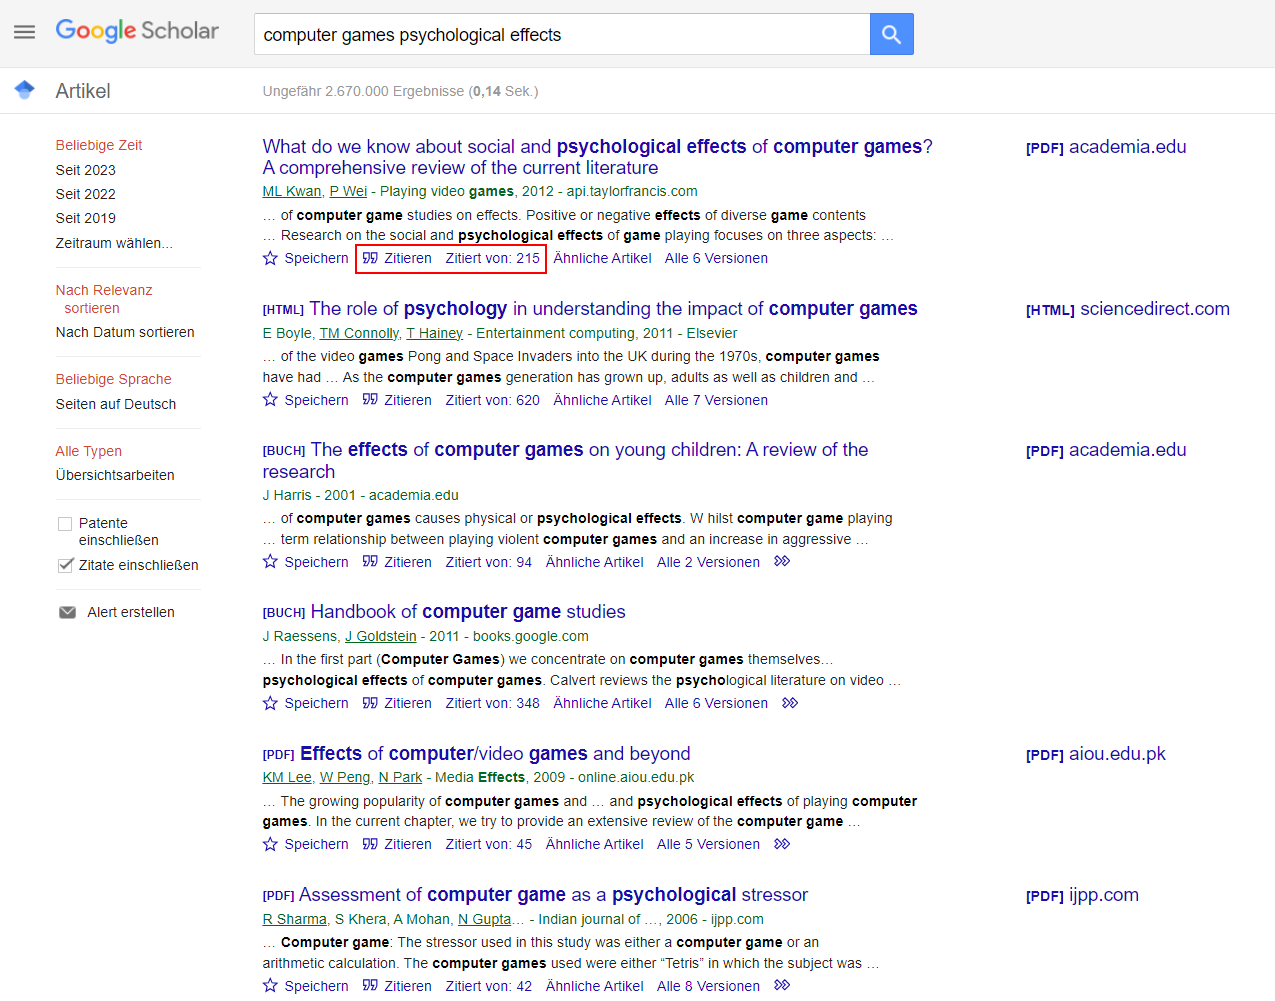 Google Scholar
computer games psychological effects
Artikel
Ungefähr 2.670.000 Ergebnisse (0,14 Sek.)
Beliebige Zeit
Seit 2023
Seit 2022
Seit 2019
Zeitraum wählen...
Nach Relevanz
sortieren
Nach Datum sortieren
Beliebige Sprache
Seiten auf Deutsch
Alle Typen
Übersichtsarbeiten
Patente
einschließen
Zitate einschließen
Alert erstellen
What do we know about social and psychological effects of computer games?
A comprehensive review of the current literature
ML Kwan, P Wei - Playing video games, 2012 - api.taylorfrancis.com
… of computer game studies on effects. Positive or negative effects of diverse game contents
… Research on the social and psychological effects of game playing focuses on three aspects: …
Speichern Zitieren Zitiert von: 215 Ähnliche Artikel Alle 6 Versionen
[PDF] academia.edu
[HTML] The role of psychology in understanding the impact of computer games
E Boyle, TM Connolly, T Hainey - Entertainment computing, 2011 - Elsevier
… of the video games Pong and Space Invaders into the UK during the 1970s, computer games
have had … As the computer games generation has grown up, adults as well as children and …
Speichern Zitieren Zitiert von: 620 Ähnliche Artikel Alle 7 Versionen
[HTML] sciencedirect.com
[BUCH] The effects of computer games on young children: A review of the
research
J Harris - 2001 - academia.edu
… of computer games causes physical or psychological effects. W hilst computer game playing
… term relationship between playing violent computer games and an increase in aggressive …
Speichern Zitieren Zitiert von: 94 Ähnliche Artikel Alle 2 Versionen
[PDF] academia.edu
[BUCH] Handbook of computer game studies
J Raessens, J Goldstein - 2011 - books.google.com
… In the first part (Computer Games) we concentrate on computer games themselves…
psychological effects of computer games. Calvert reviews the psychological literature on video …
Speichern Zitieren Zitiert von: 348 Ähnliche Artikel Alle 6 Versionen
[PDF] Effects of computer/video games and beyond
KM Lee, W Peng, N Park - Media Effects, 2009 - online.aiou.edu.pk
… The growing popularity of computer games and … and psychological effects of playing computer
games. In the current chapter, we try to provide an extensive review of the computer game …
Speichern Zitieren Zitiert von: 45 Ähnliche Artikel Alle 5 Versionen
[PDF] aiou.edu.pk
[PDF] Assessment of computer game as a psychological stressor
R Sharma, S Khera, A Mohan, N Gupta… - Indian journal of …, 2006 - ijpp.com
… Computer game: The stressor used in this study was either a computer game or an
arithmetic calculation. The computer games used were either “Tetris” in which the subject was …
Speichern Zitieren Zitiert von: 42 Ähnliche Artikel Alle 8 Versionen
[PDF] ijpp.com